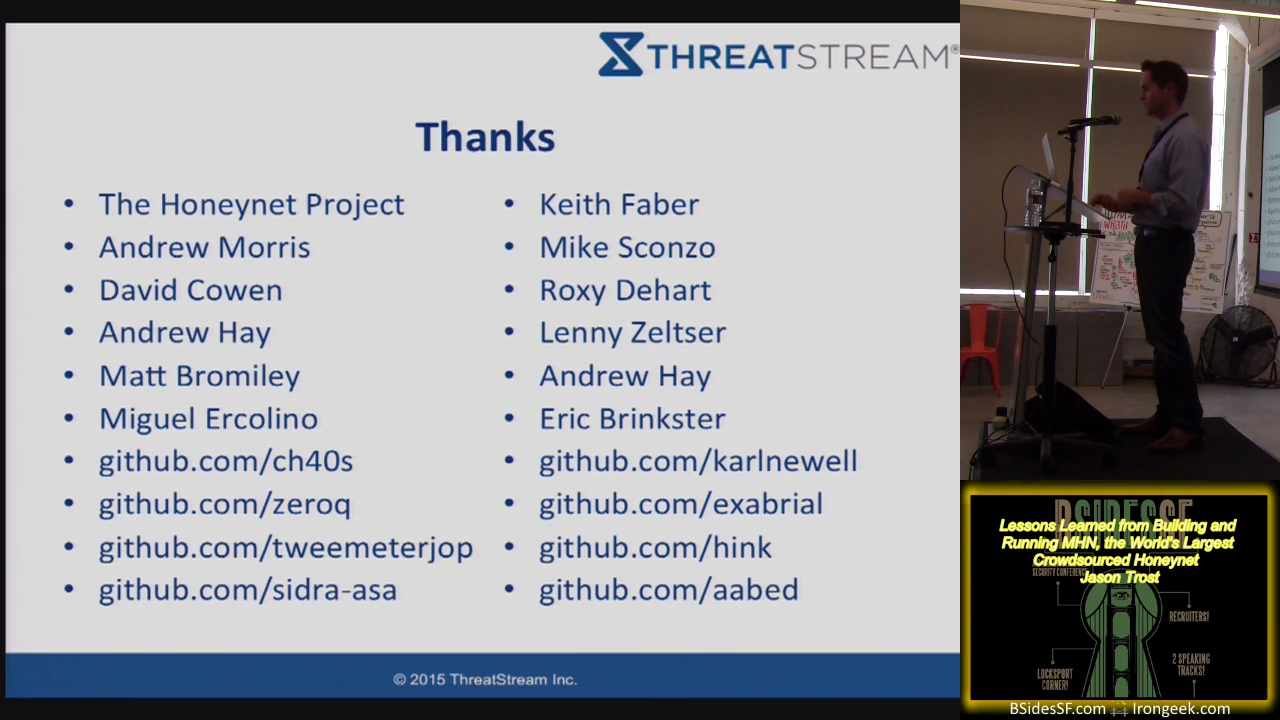 THREATSTREAM®
Thanks
• The Honeynet Project
• Andrew Morris
• David Cowen
• Andrew Hay
• Matt Bromiley
• Miguel Ercolino
• github.com/ch40s
• github.com/zeroq
• github.com/tweemeterjop
• github.com/sidra-asa
• Keith Faber
• Mike Sconzo
• Roxy Dehart
• Lenny Zeltser
• Andrew Hay
• Eric Brinkster
• github.com/karlnewell
• github.com/exabrial
• github.com/hink
• github.com/aabed
© 2015 ThreatStream Inc.
BSIDESSF
Lessons Learned from Building and
Running MHN, the World's Largest
Crowdsourced Honeynet
Jason Trost
SECURITY CONFERENCE
RECRUITERS!
LOCKSPORT
CORNER!
2 SPEAKING
TRACKS!
BSidesSF.com Irongeek.com